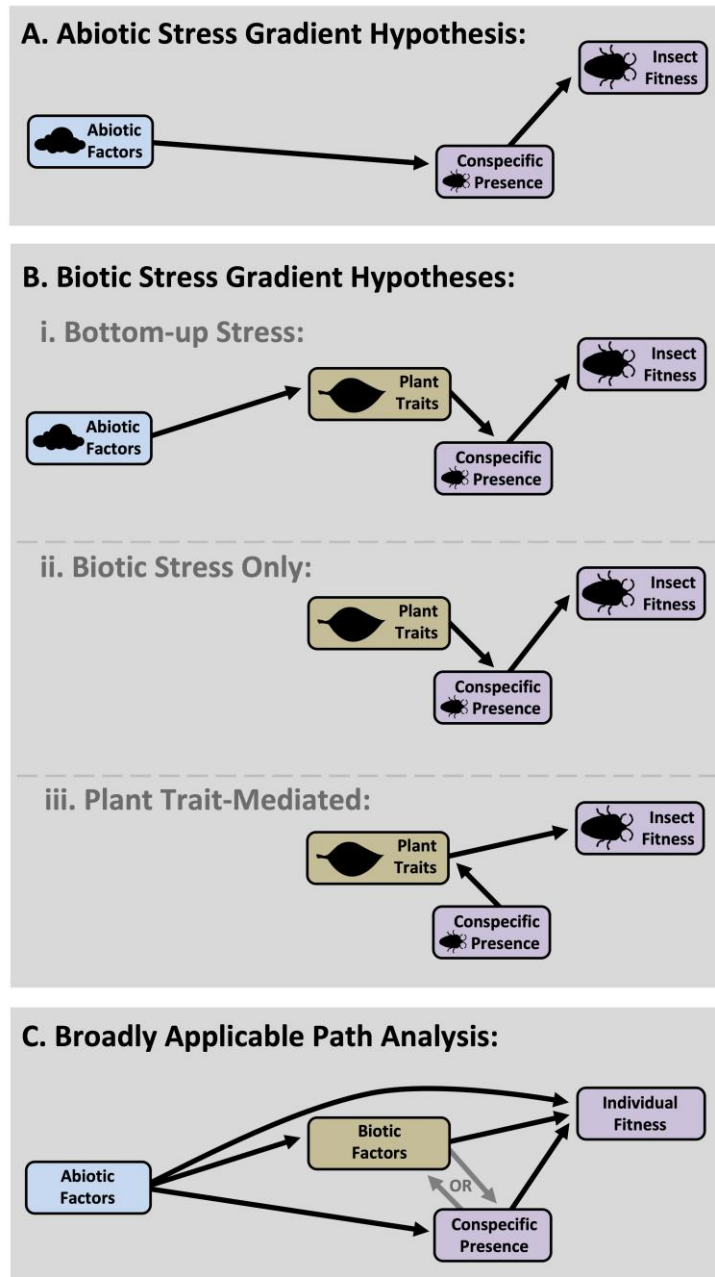 A. Abiotic Stress Gradient Hypothesis:
Insect
Fitness
Abiotic
Factors
Conspecific
Presence
B. Biotic Stress Gradient Hypotheses:
i. Bottom-up Stress:
Insect
Fitness
Plant
Traits
Abiotic
Factors
Conspecific
Presence
ii. Biotic Stress Only:
Insect
Fitness
Plant
Traits
Conspecific
Presence
iii. Plant Trait-Mediated:
Insect
Fitness
Plant
Traits
Conspecific
Presence
C. Broadly Applicable Path Analysis:
Individual
Fitness
Biotic
Factors
Abiotic
Factors
OR
Conspecific
Presence